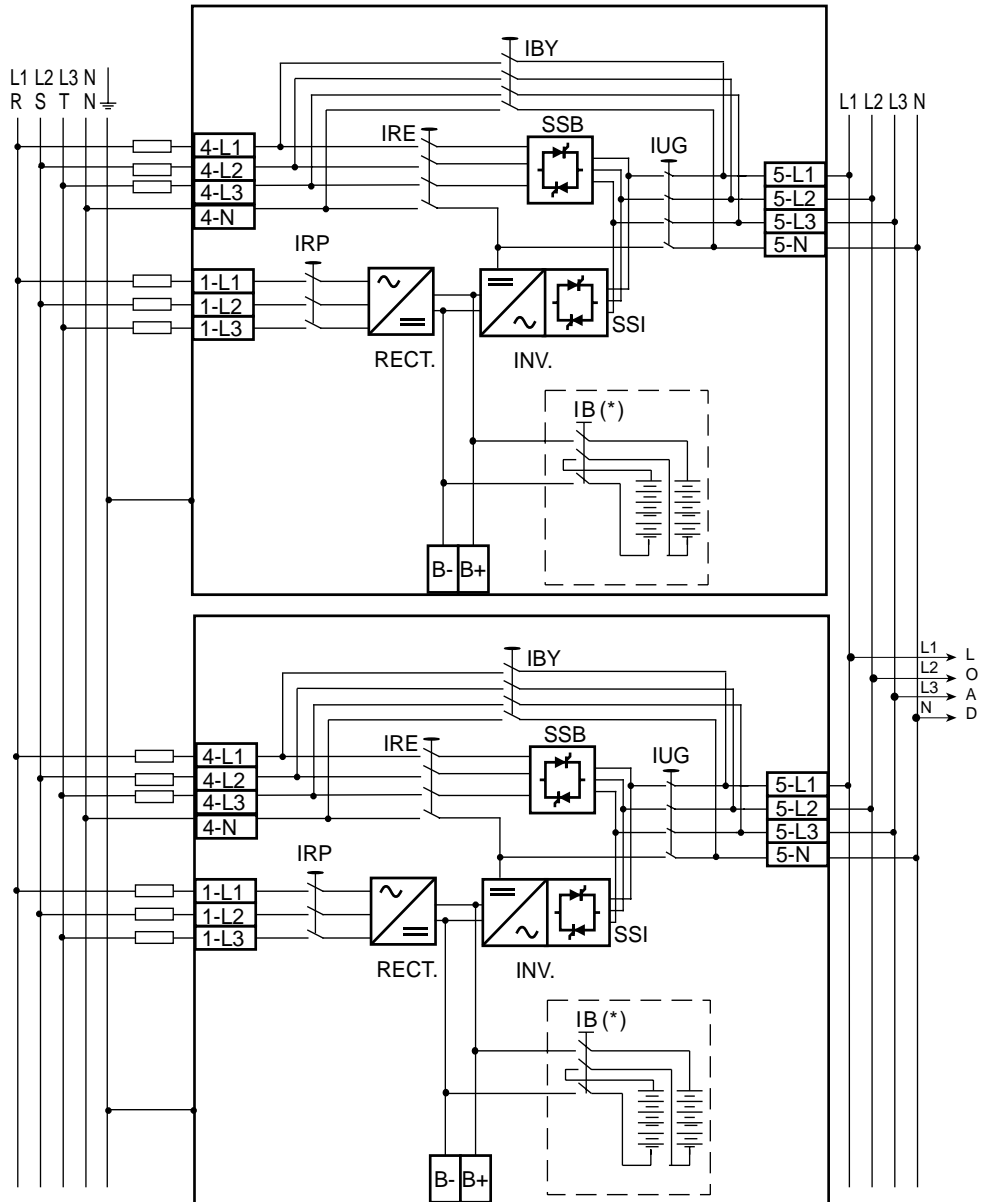 L1 L2 L3 N
R S T N
IBY
IRE
SSB
IUG
L1 L2 L3 N
4-L1
4-L2
4-L3
4-N
5-L1
5-L2
5-L3
5-N
IRP
1-L1
1-L2
1-L3
RECT.
INV.
SSI
IB (*)
B- B+
L1 L
L2 O
L3 A
N D
IBY
IRE
SSB
IUG
4-L1
4-L2
4-L3
4-N
5-L1
5-L2
5-L3
5-N
IRP
1-L1
1-L2
1-L3
RECT.
INV.
SSI
IB (*)
B- B+